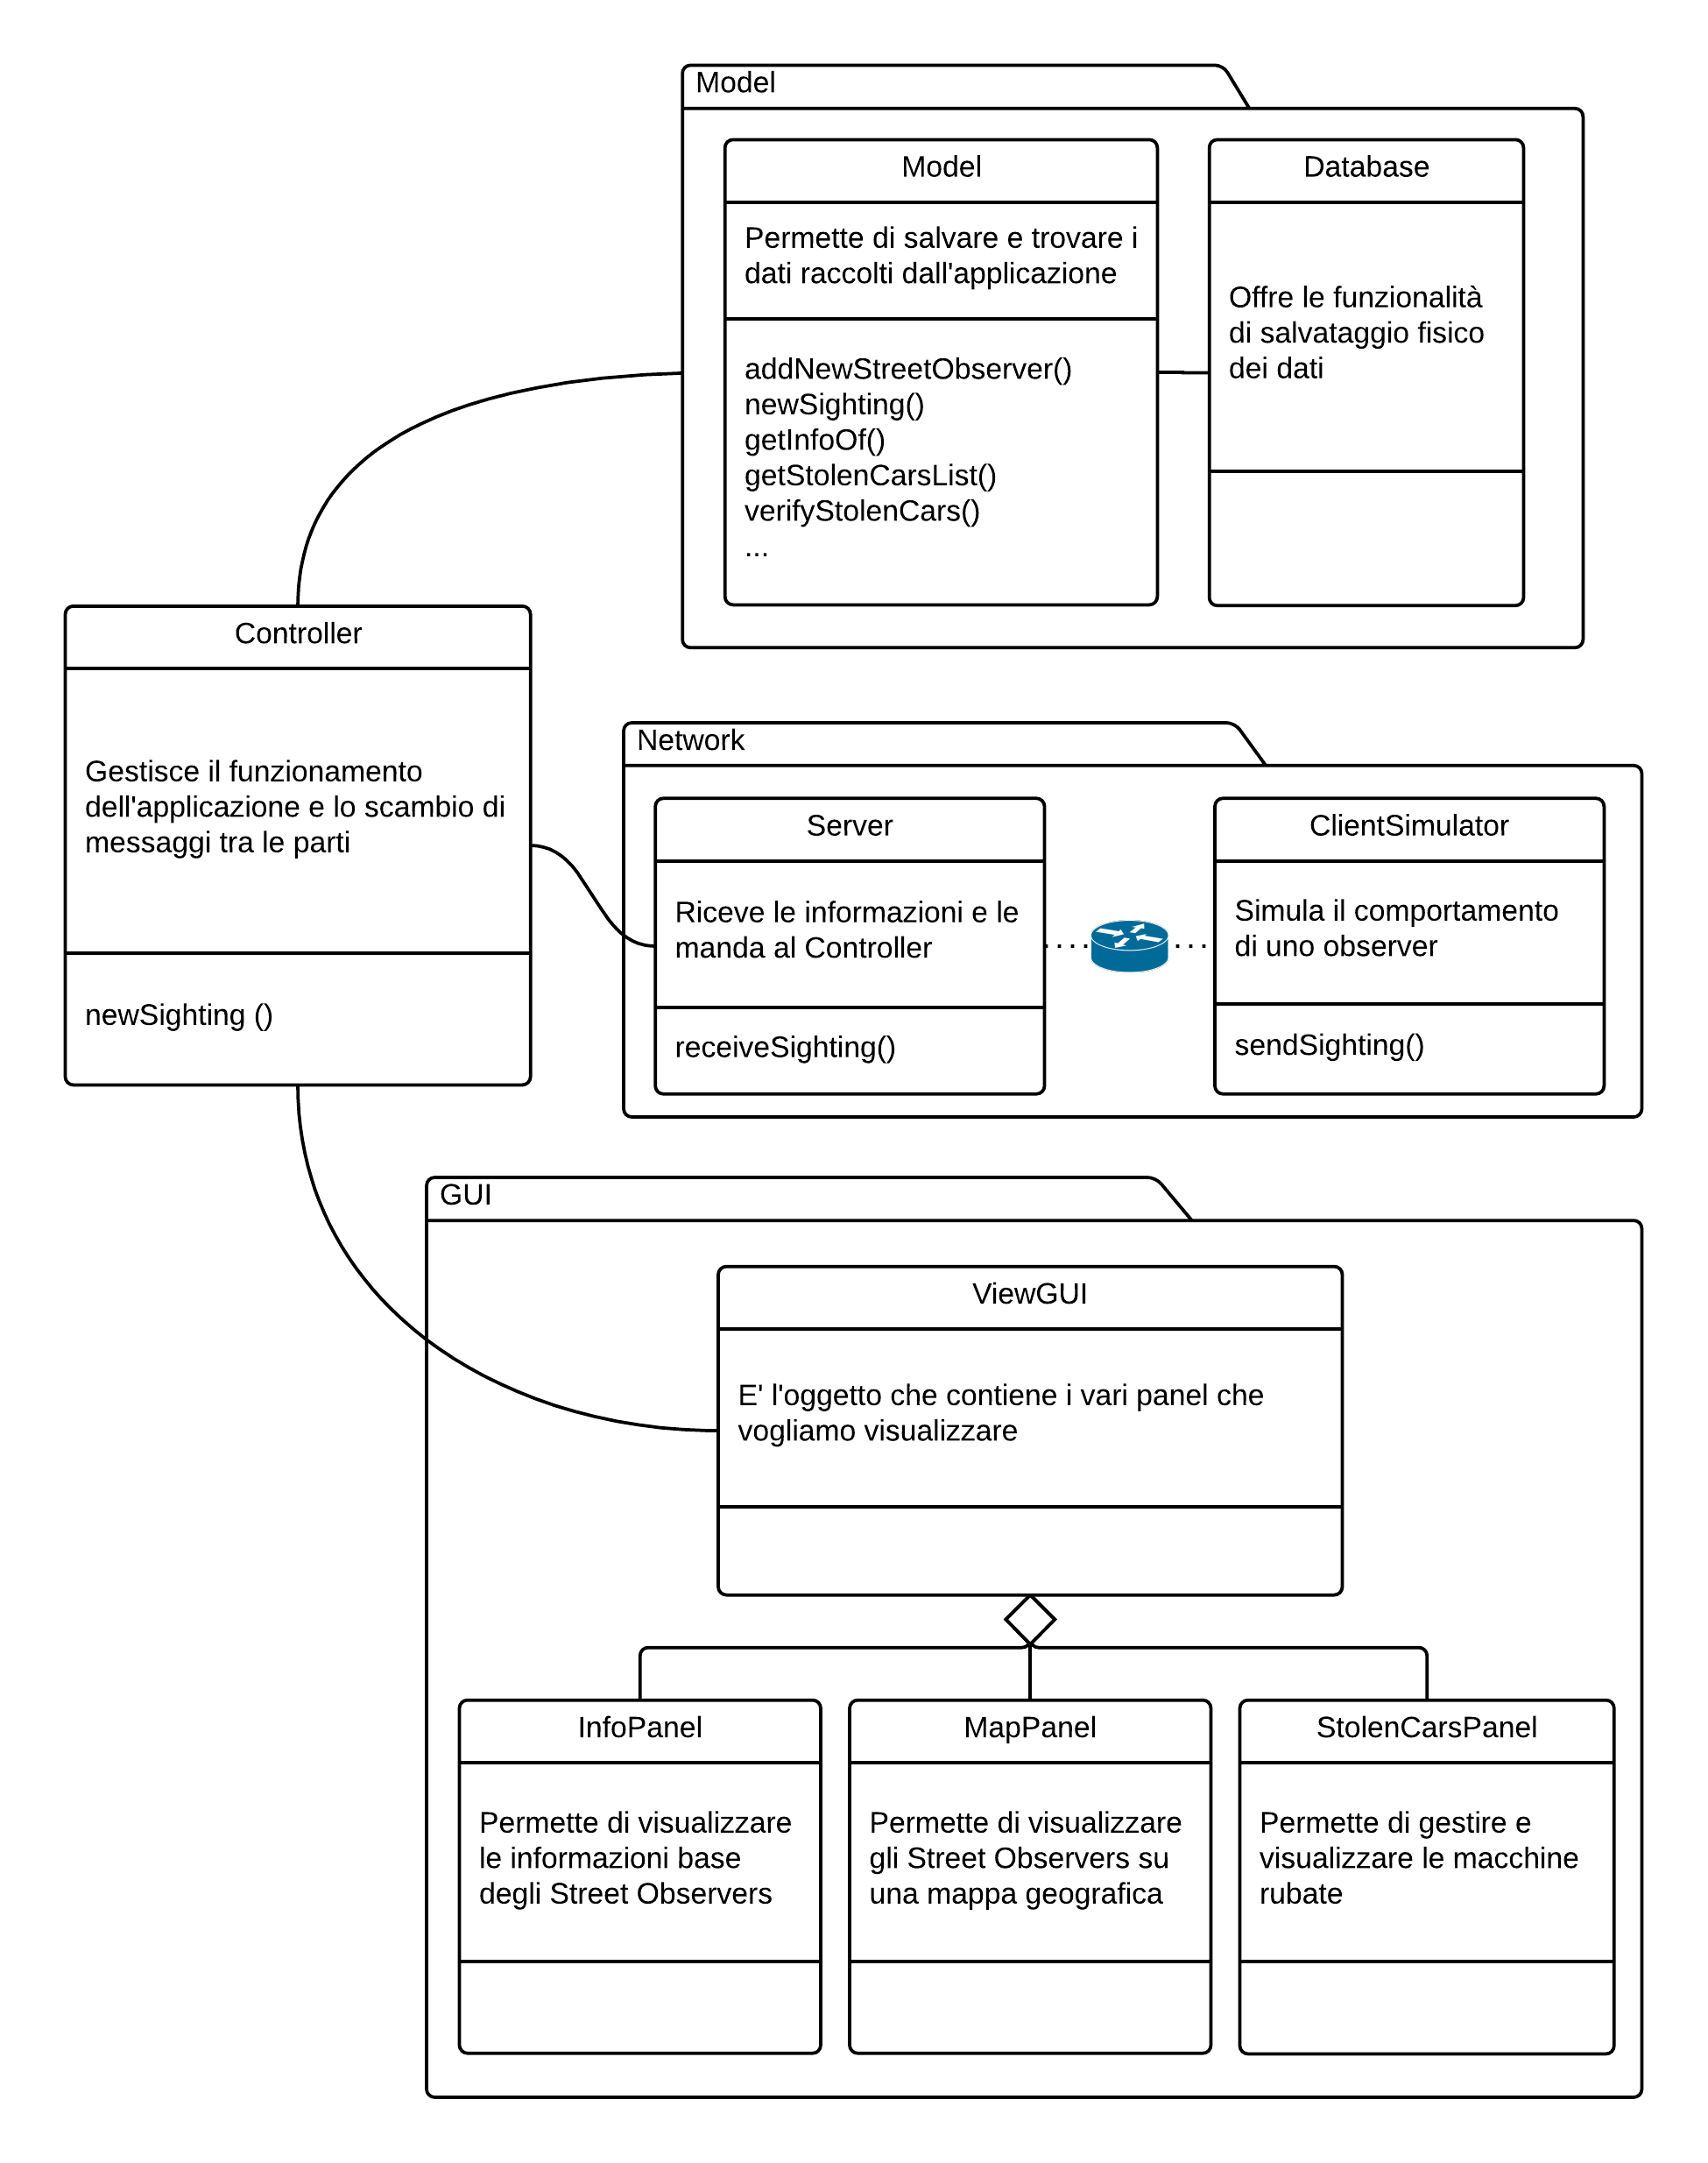 Model
Model
Permette di salvare e trovare i
dati raccolti dall'applicazione
addNewStreetObserver()
newSighting()
getInfoOf()
getStolenCarsList()
verifyStolenCars()
...
Database
Offre le funzionalità
di salvataggio fisico
dei dati
Controller
Gestisce il funzionamento
dell'applicazione e lo scambio di
messaggi tra le parti
newSighting ()
Network
Server
Riceve le informazioni e le
manda al Controller
receiveSighting()
ClientSimulator
Simula il comportamento
di uno observer
sendSighting()
GUI
ViewGUI
E' l'oggetto che contiene i vari panel che
vogliamo visualizzare
InfoPanel
Permette di visualizzare
le informazioni base
degli Street Observers
MapPanel
Permette di visualizzare
gli Street Observers su
una mappa geografica
StolenCarsPanel
Permette di gestire e
visualizzare le macchine
rubate